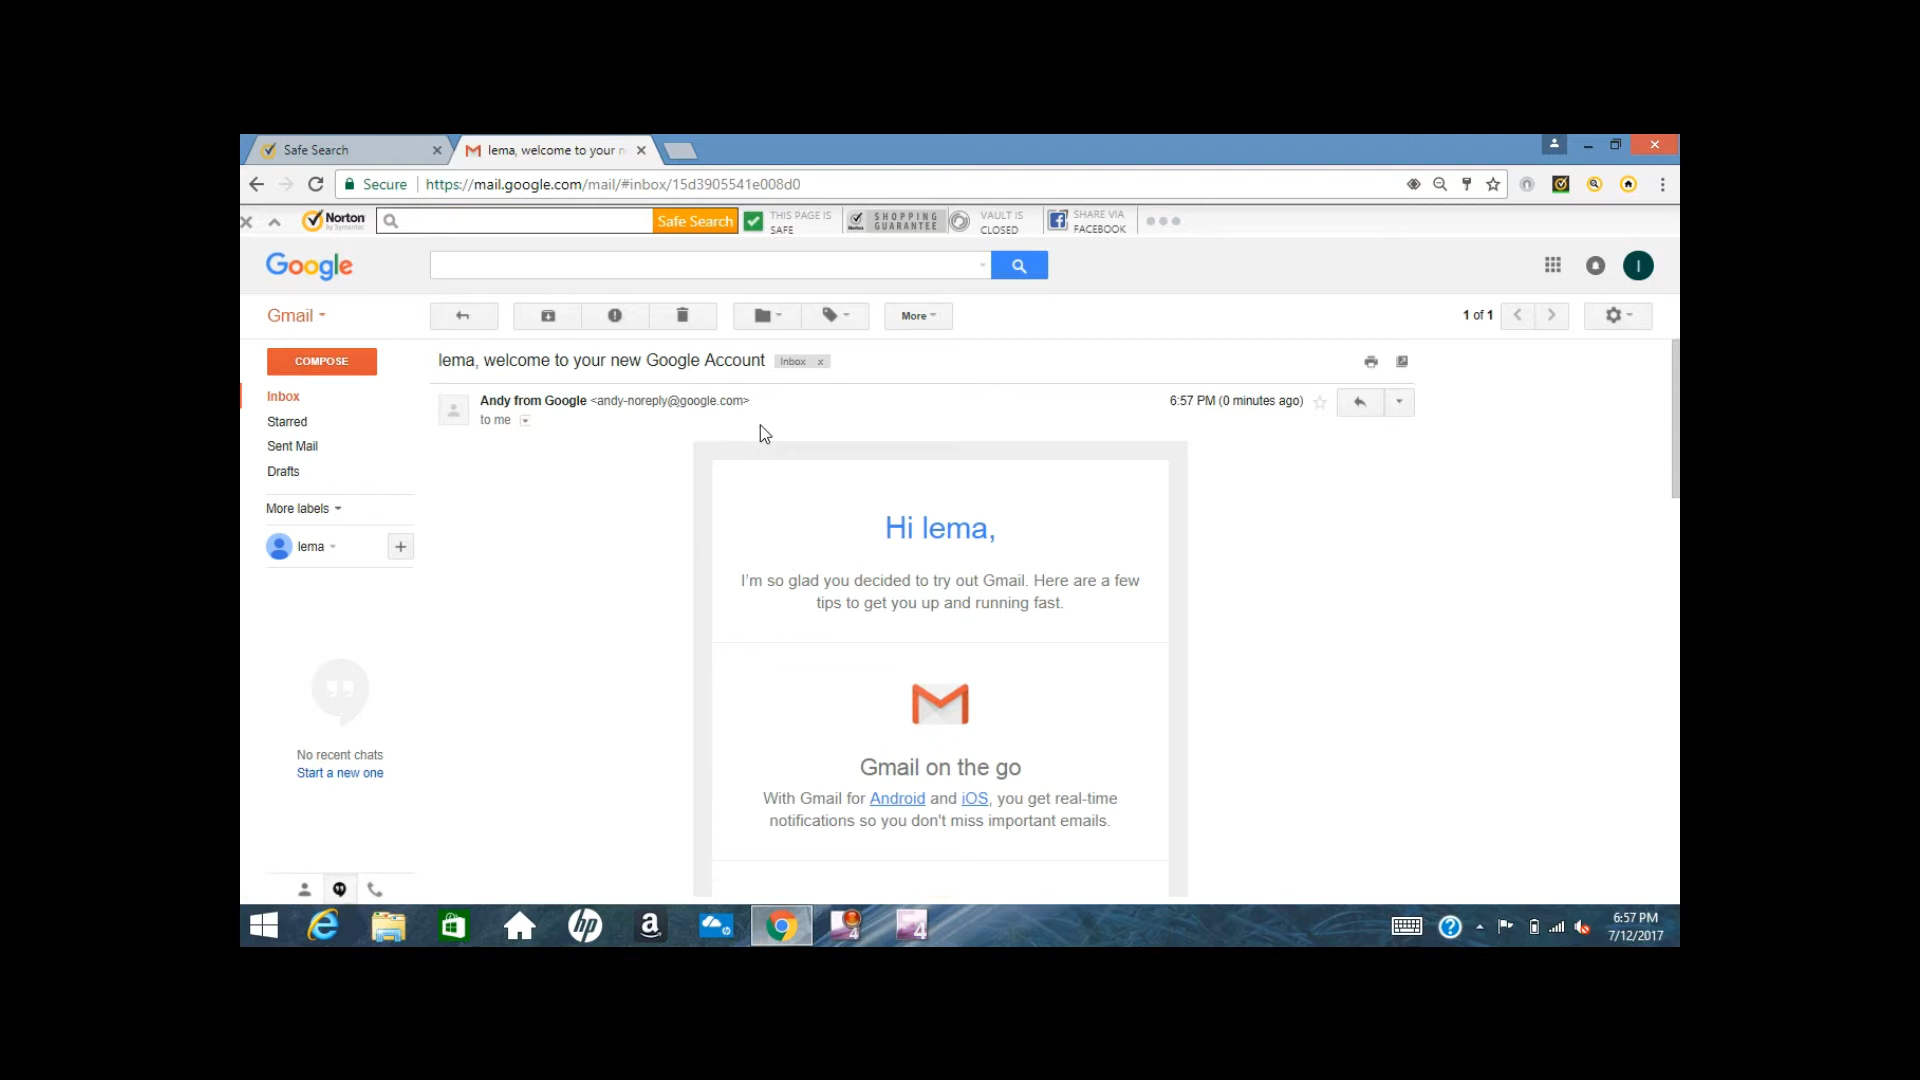 Safe Search
lema, welcome to your n
Secure
https://mail.google.com/mail/#inbox/15d3905541e008d0
Norton
by Symantec
Safe Search
THIS PAGE IS
SAFE
Norton
SHOPPING
GUARANTEE
VAULT IS
CLOSED
SHARE VIA
FACEBOOK
Google
Gmail
More
1 of 1
COMPOSE
lema, welcome to your new Google Account
Inbox x
Inbox
Starred
Sent Mail
Drafts
More labels
lema
Andy from Google <andy-noreply@google.com>
6:57 PM (0 minutes ago)
to me
Hi lema,
I'm so glad you decided to try out Gmail. Here are a few
tips to get you up and running fast.
Gmail on the go
With Gmail for Android and iOS, you get real-time
notifications so you don't miss important emails.
No recent chats
Start a new one
hp
a
4
4
6:57 PM
7/12/2017